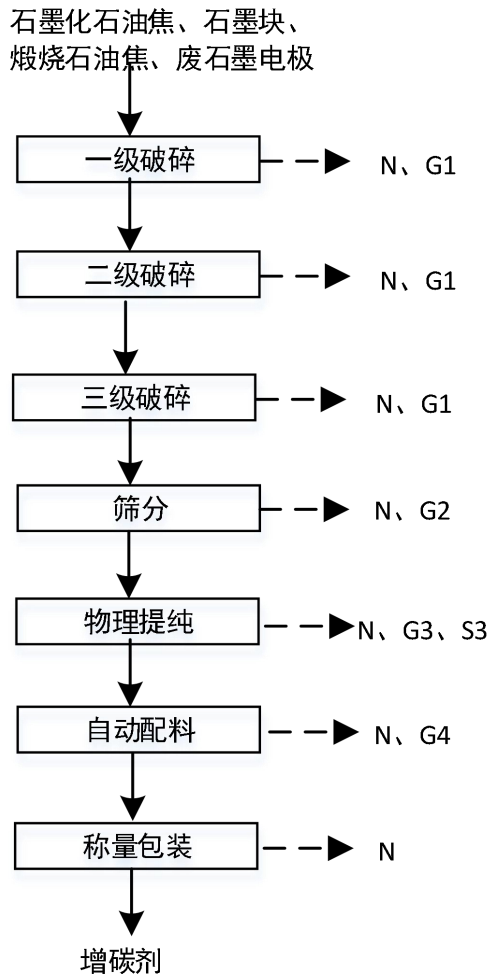 石墨化石油焦、石墨块、
煅烧石油焦、废石墨电极
一级破碎
N、G1
二级破碎
N、G1
三级破碎
N、G1
筛分
N、G2
物理提纯
N、G3、S3
自动配料
N、G4
称量包装
N
增碳剂